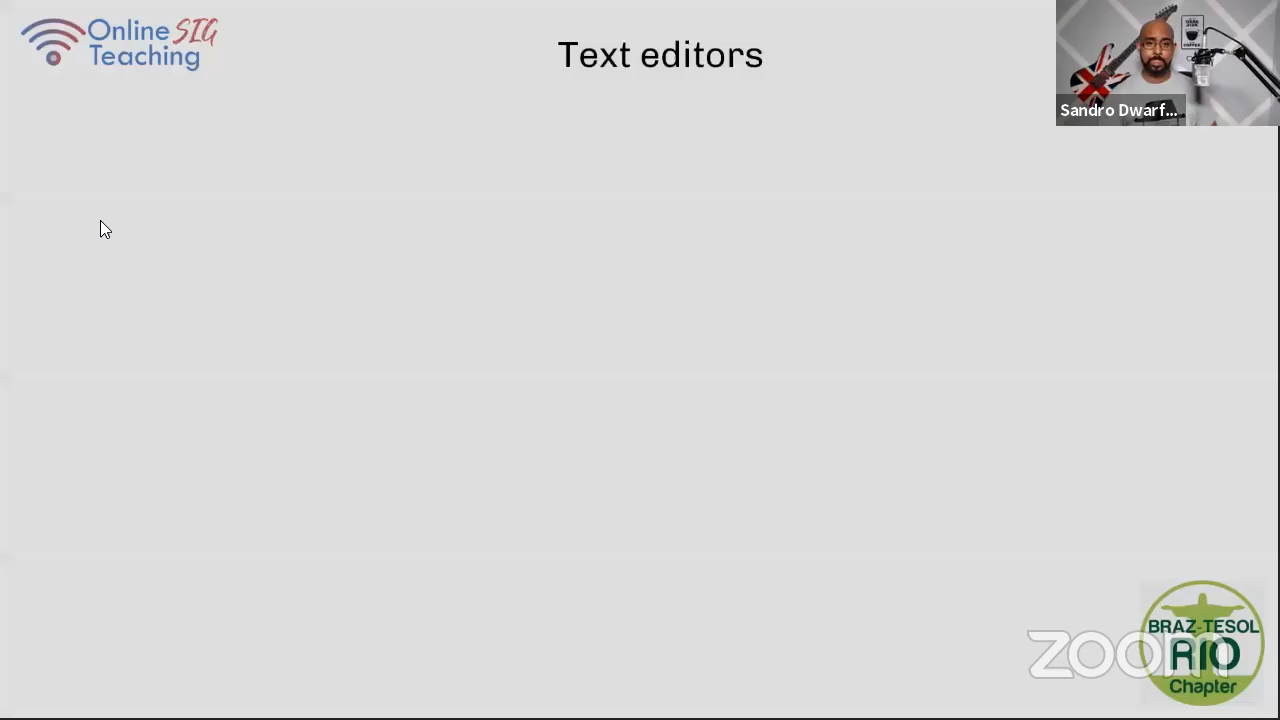 Online SIG
Teaching
Text editors
Sandro Dwarf...
BRAZ-TESOL
RIO
Chapter
zoom